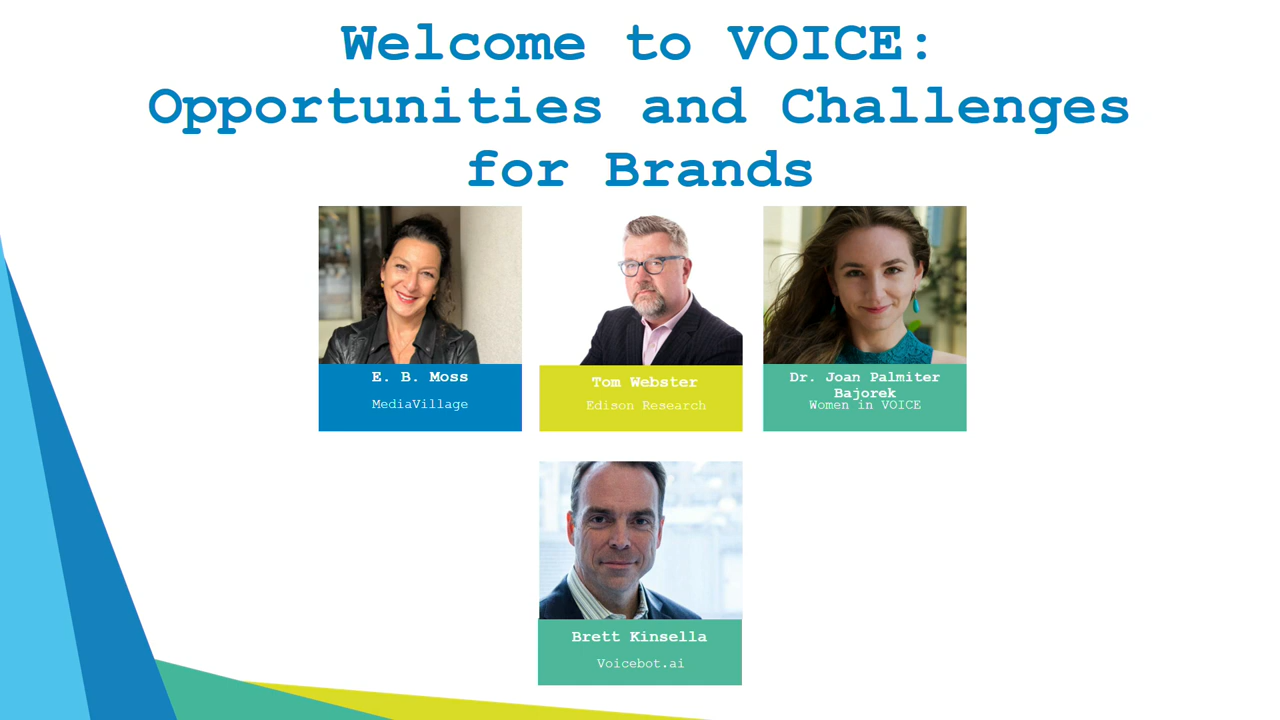 Welcome to VOICE:
Opportunities and Challenges
for Brands
E. B. Moss
MediaVillage
Tom Webster
Edison Research
Dr. Joan Palmiter
Bajorek
Women in VOICE
Brett Kinsella
Voicebot.ai